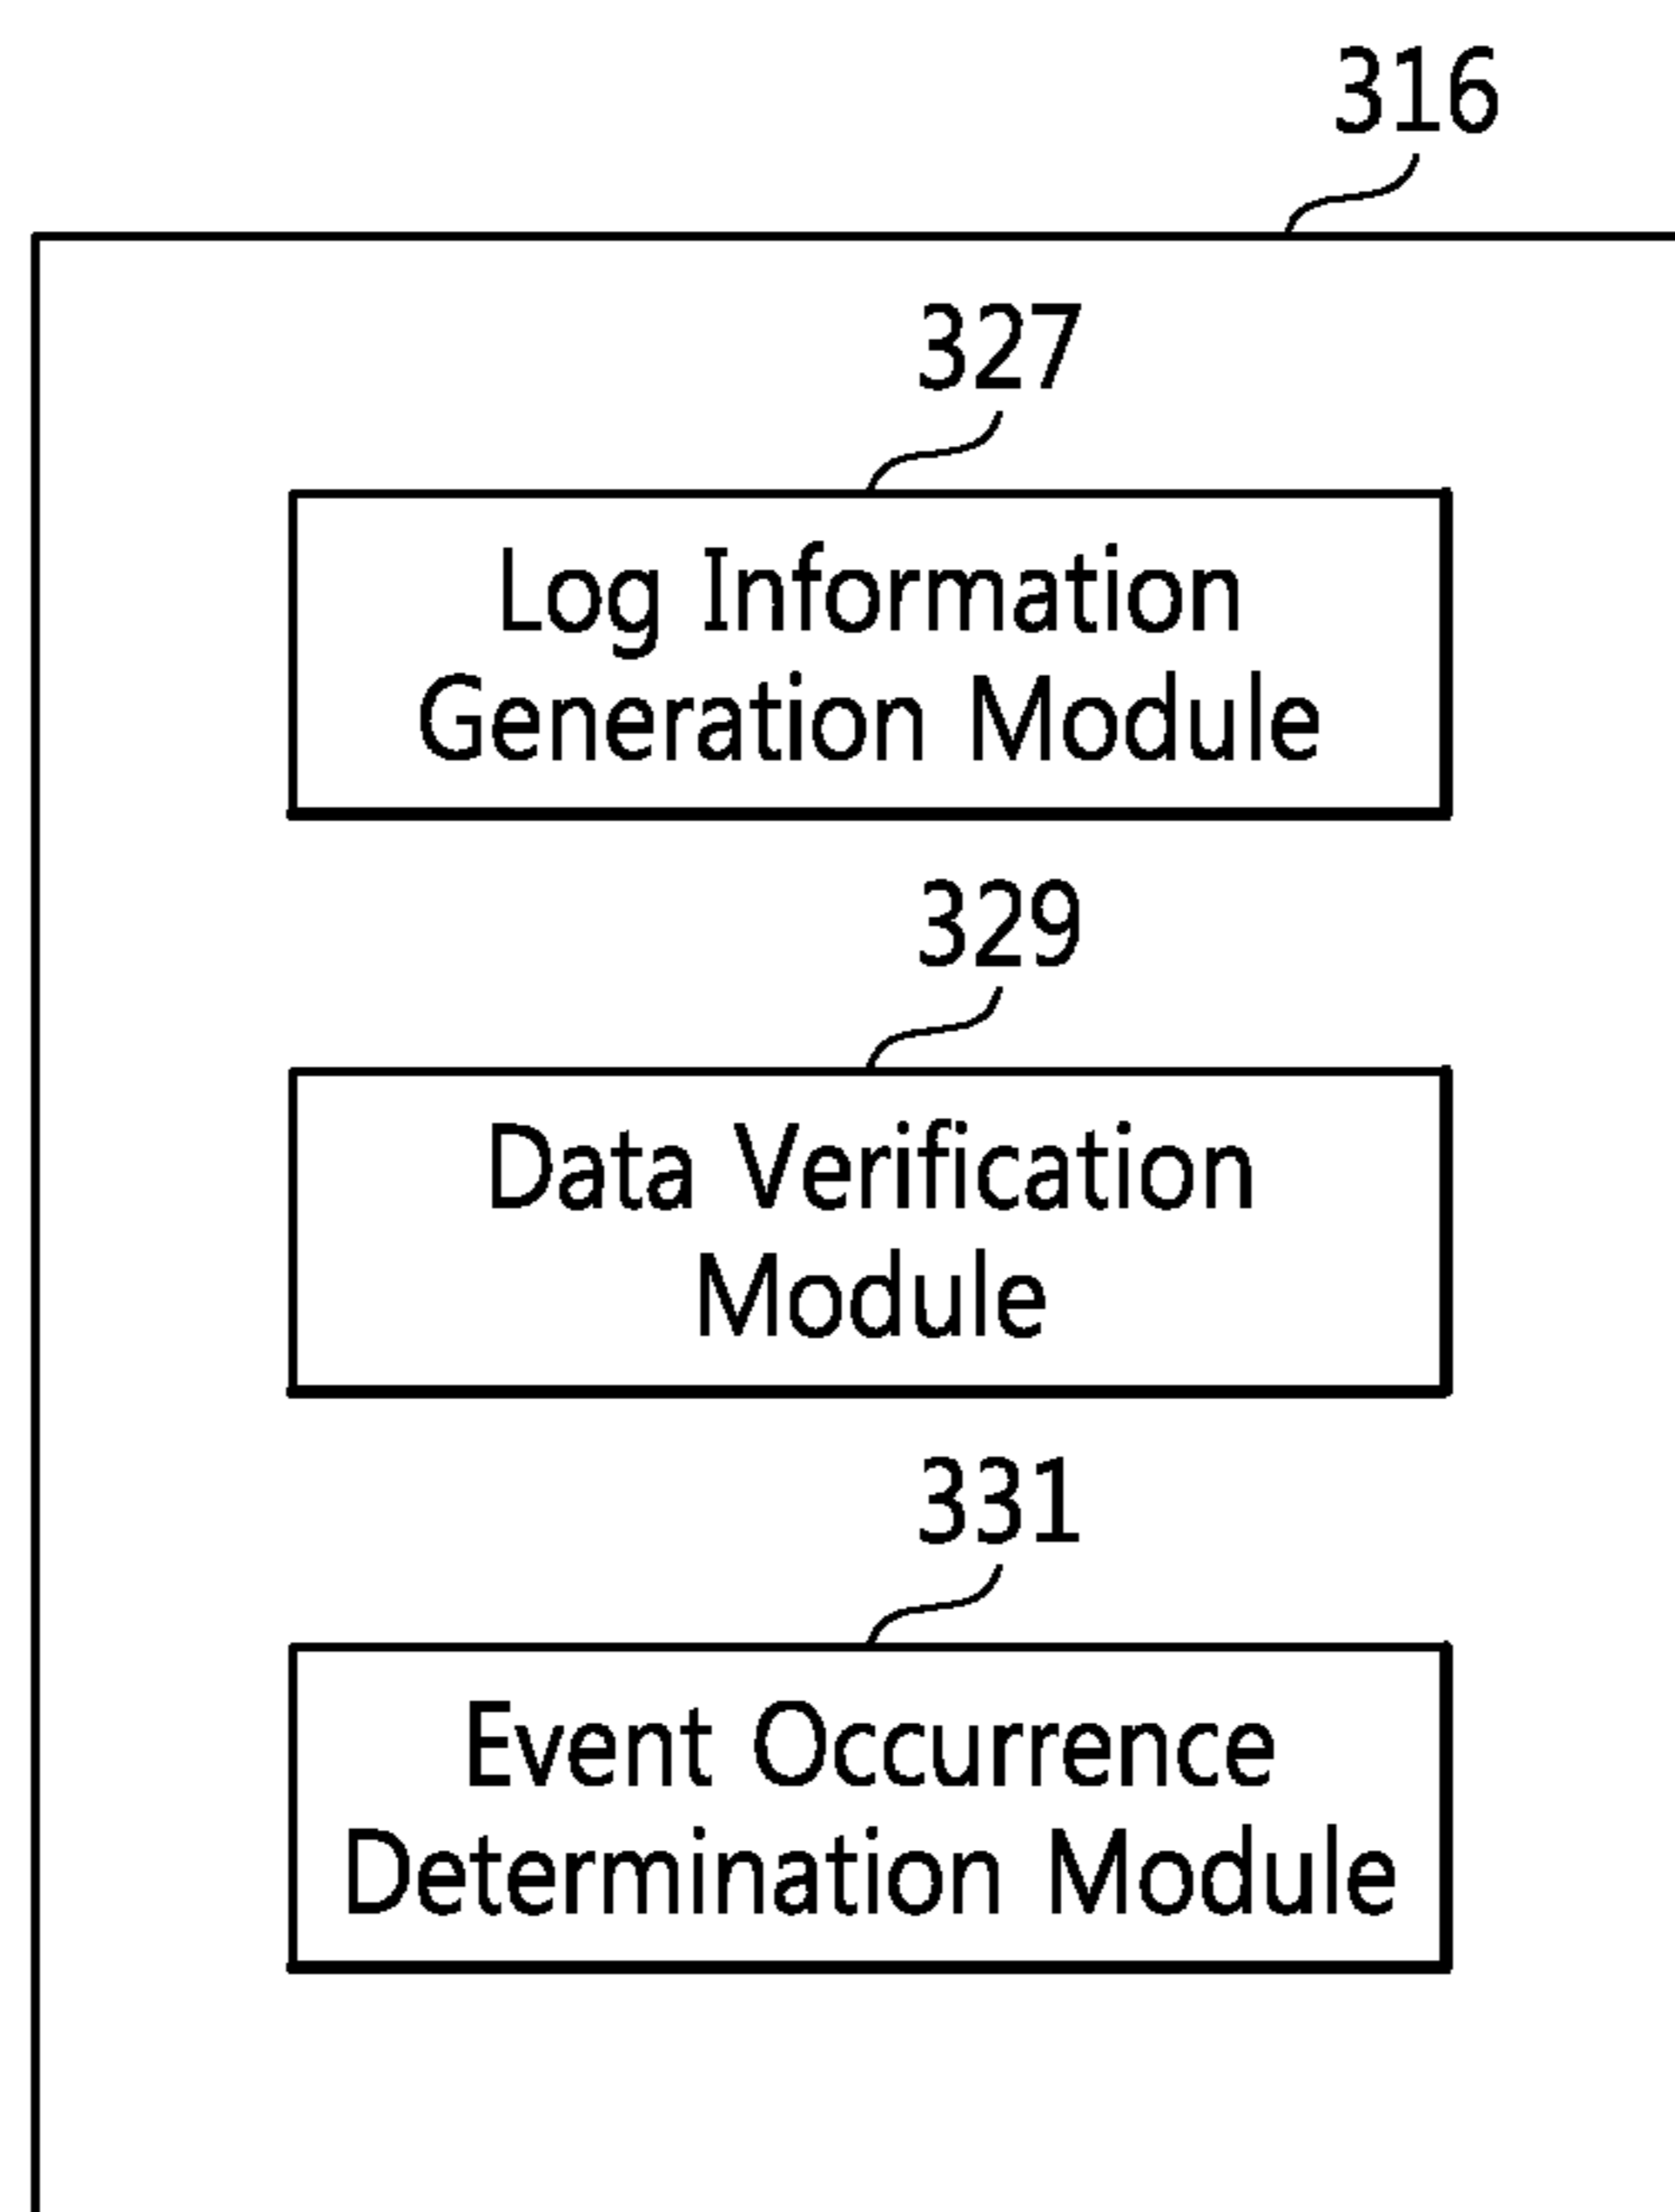 316
327
Log Information
Generation Module
329
Data Verification
Module
331
Event Occurrence
Determination Module